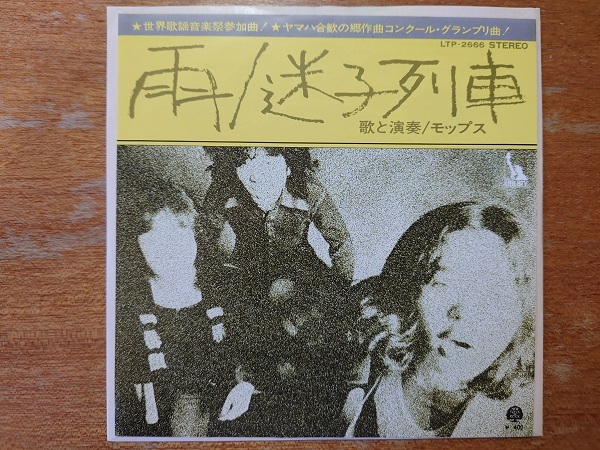 ★世界歌謡音楽祭参加曲!★ヤマハ合歓の郷作曲コンクール・グランプリ曲!
LTP-2666 STEREO
雨/迷子列車
歌と演奏/モップス
¥400